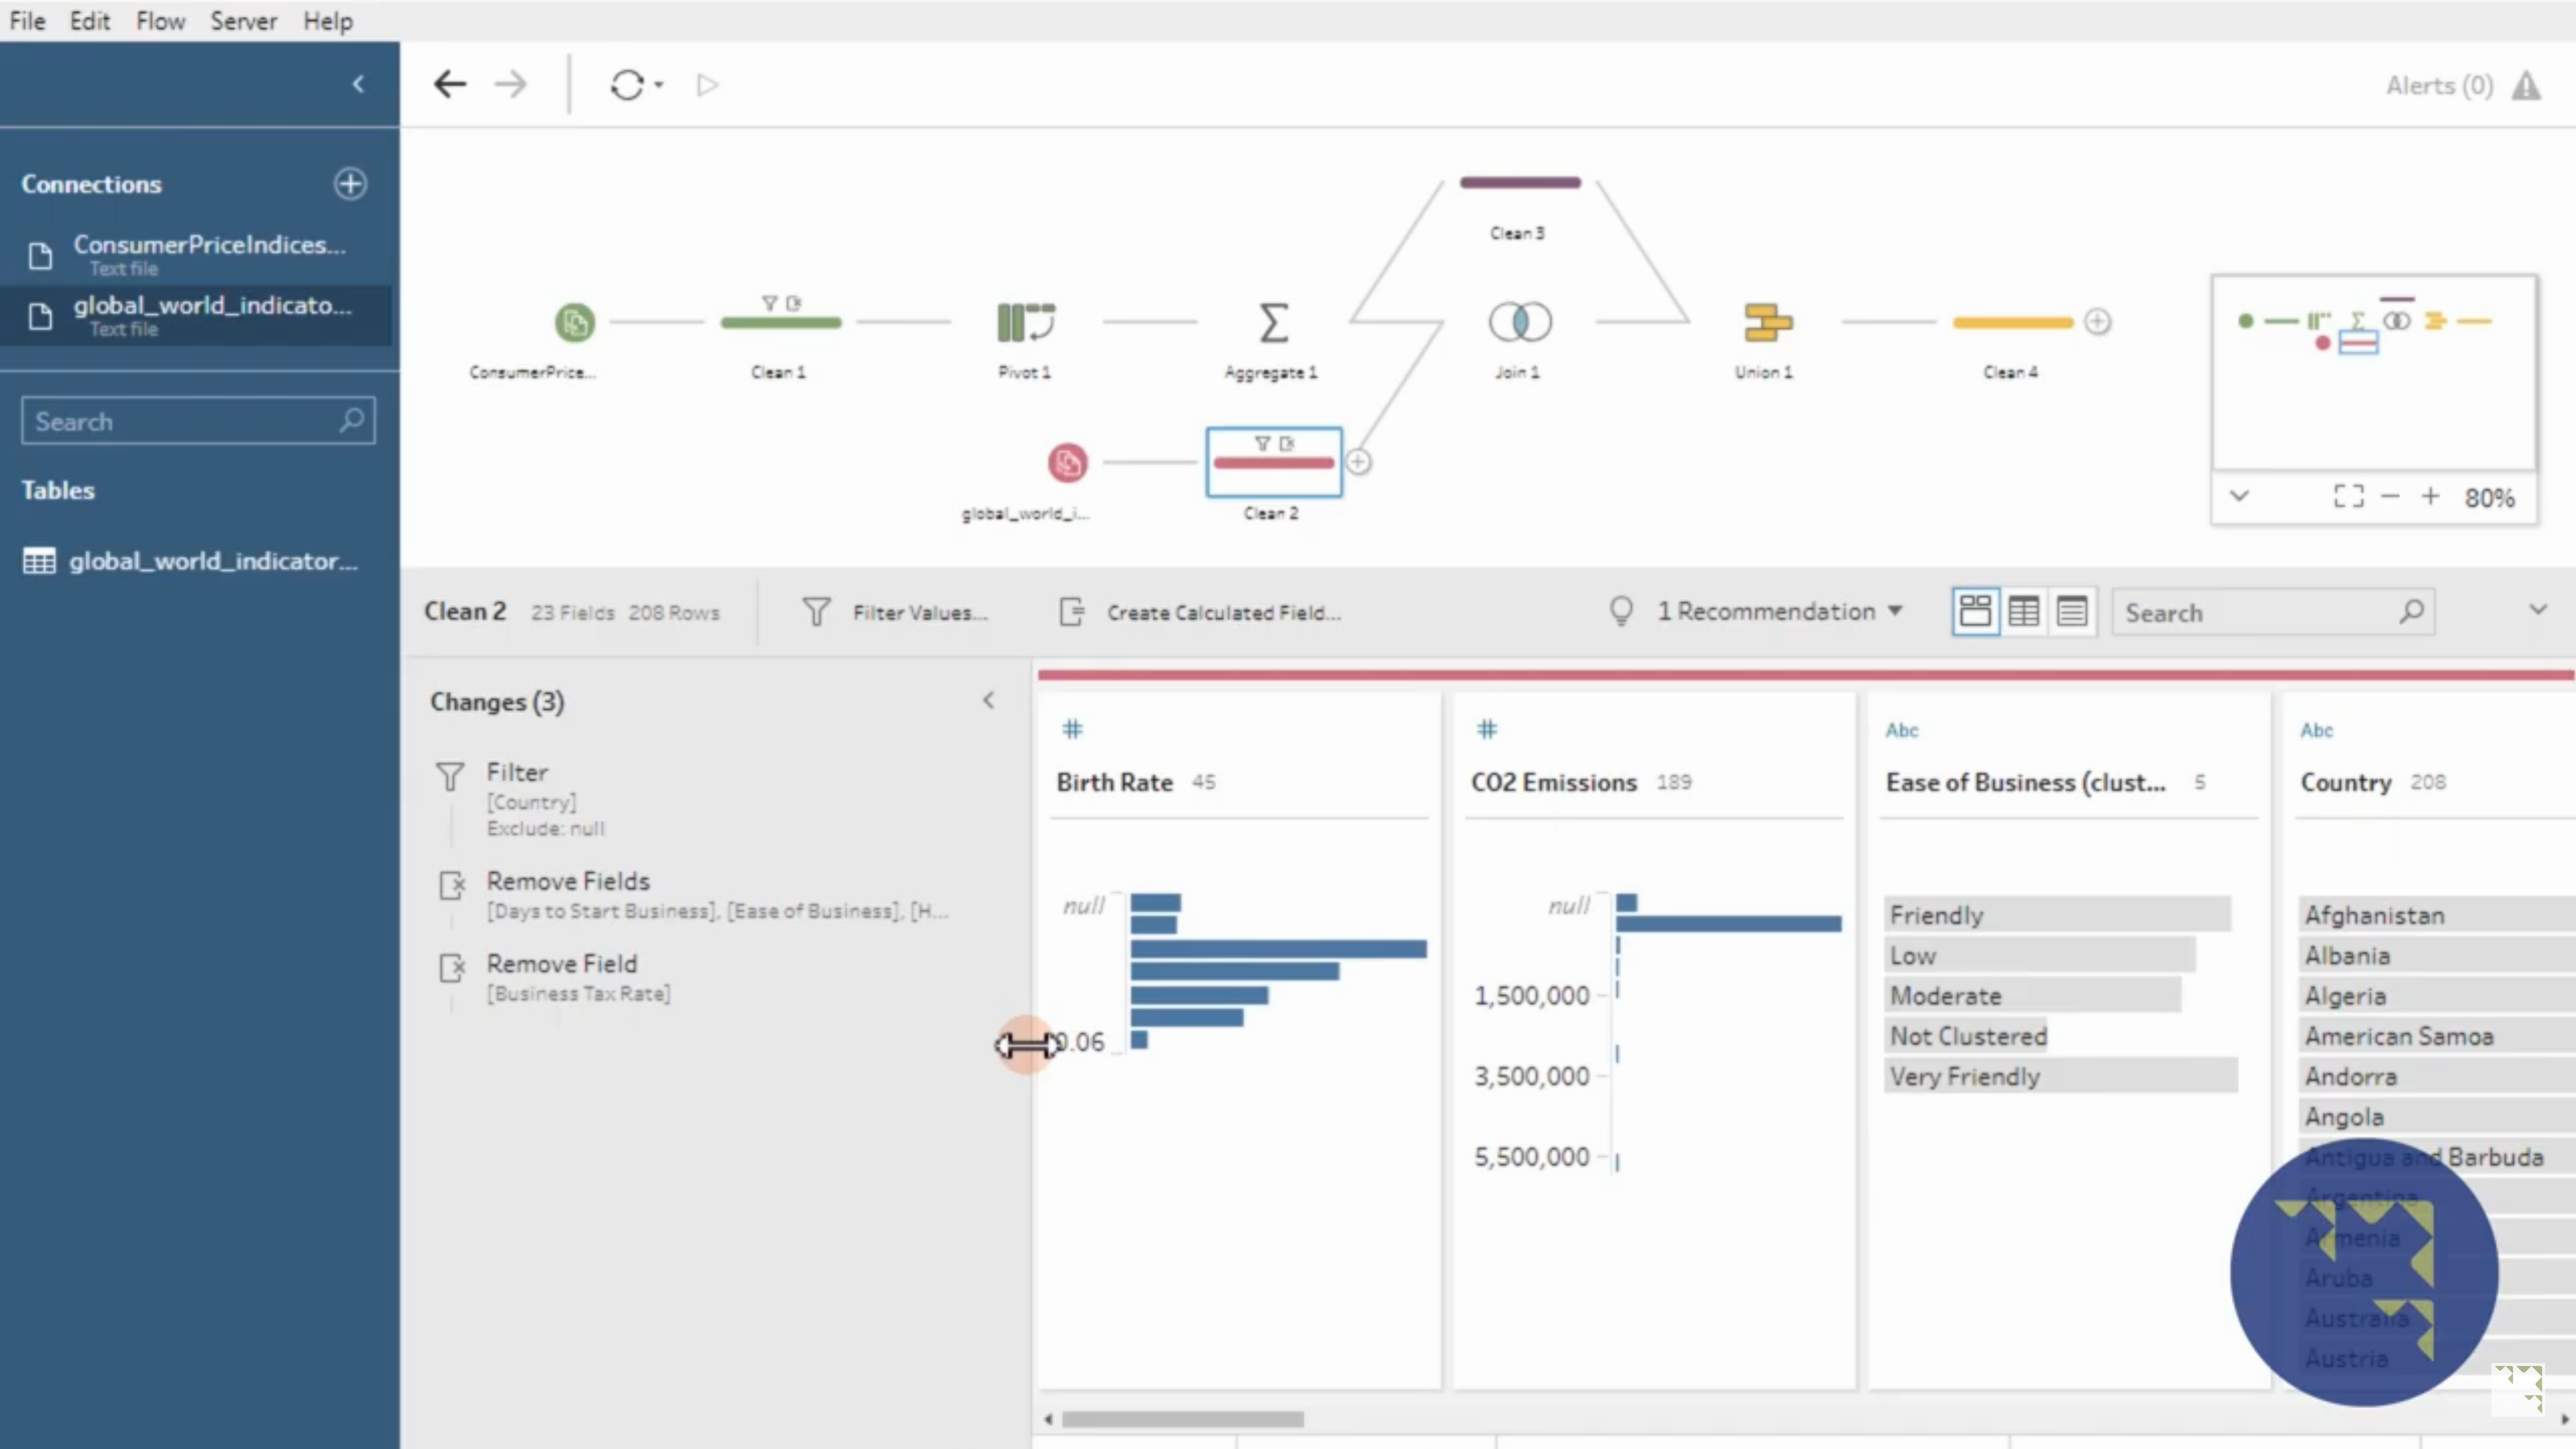 File Edit Flow Server Help
Alerts (0)
Connections
ConsumerPriceIndices...
Text file
global_world_indicato...
Text file
Search
Tables
global_world_indicator...
Clean 3
ConsumerPrice...
Clean 1
Pivot 1
Aggregate 1
Join 1
Union 1
Clean 4
global_world_i...
Clean 2
80%
Clean 2 23 Fields 208 Rows
Filter Values...
Create Calculated Field...
1 Recommendation
Search
Changes (3)
Filter
[Country]
Exclude: null
Remove Fields
[Days to Start Business], [Ease of Business], [H...
Remove Field
[Business Tax Rate]
#
Birth Rate 45
null
0.06
#
CO2 Emissions 189
null
1,500,000
3,500,000
5,500,000
Abc
Ease of Business (clust... 5
Friendly
Low
Moderate
Not Clustered
Very Friendly
Abc
Country 208
Afghanistan
Albania
Algeria
American Samoa
Andorra
Angola
Antigua and Barbuda
Argentina
Armenia
Aruba
Australia
Austria